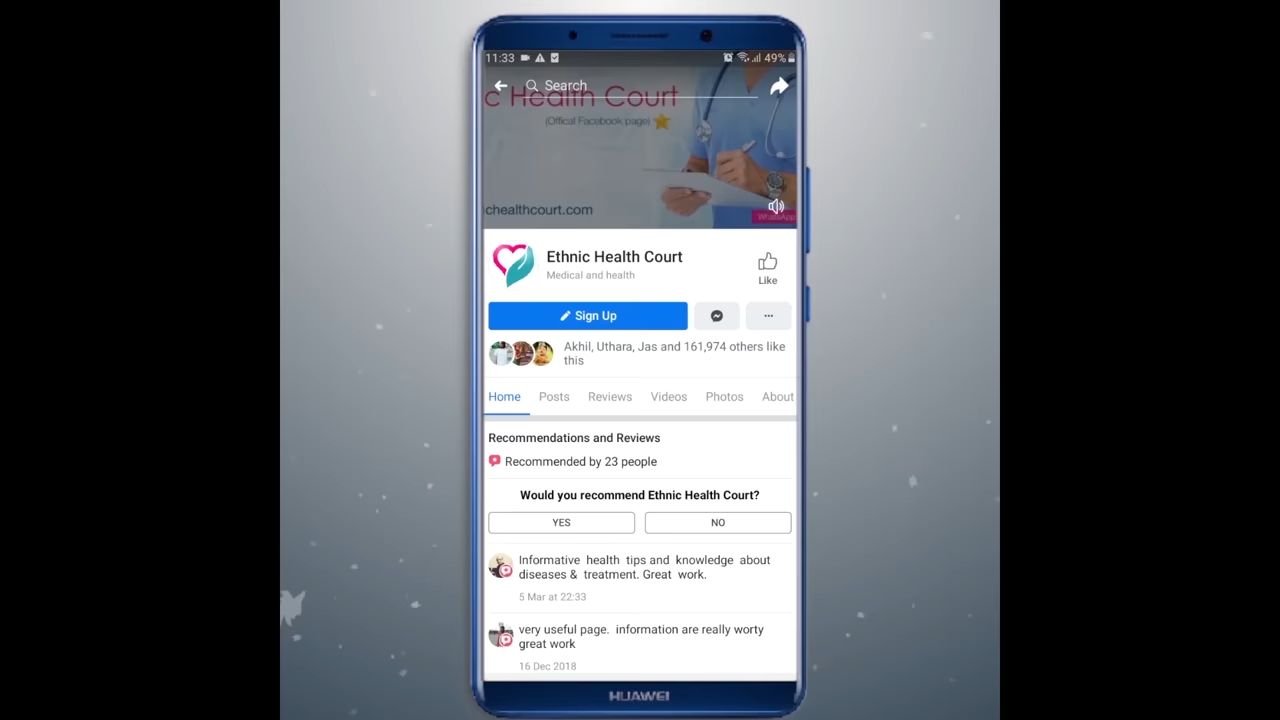 11:33
49%
Search
c Health Court
(Offical Facebook page)
chealthcourt.com
WhatsApp
Ethnic Health Court
Medical and health
Like
Sign Up
Akhil, Uthara, Jas and 161,974 others like
this
Home Posts Reviews Videos Photos About
Recommendations and Reviews
Recommended by 23 people
Would you recommend Ethnic Health Court?
YES NO
Informative health tips and knowledge about
diseases & treatment. Great work.
5 Mar at 22:33
very useful page. information are really worty
great work
16 Dec 2018
HUAWEI